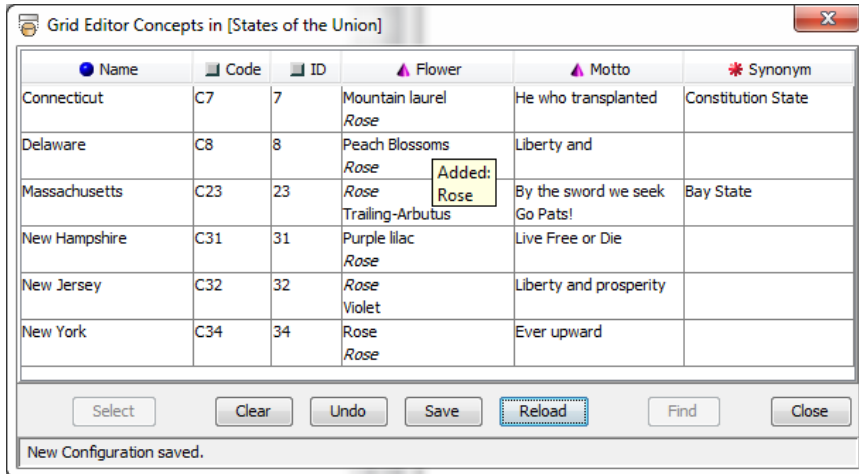 Grid Editor Concepts in [States of the Union]
Name Code ID Flower Motto Synonym
Connecticut C7 7 Mountain laurel He who transplanted Constitution State
Rose
Delaware C8 8 Peach Blossoms Liberty and
Rose
Added:
Rose
Massachusetts C23 23 Rose By the sword we seek Bay State
Trailing-Arbutus Go Pats!
New Hampshire C31 31 Purple lilac Live Free or Die
Rose
New Jersey C32 32 Rose Liberty and prosperity
Violet
New York C34 34 Rose Ever upward
Rose
Select Clear Undo Save Reload Find Close
New Configuration saved.